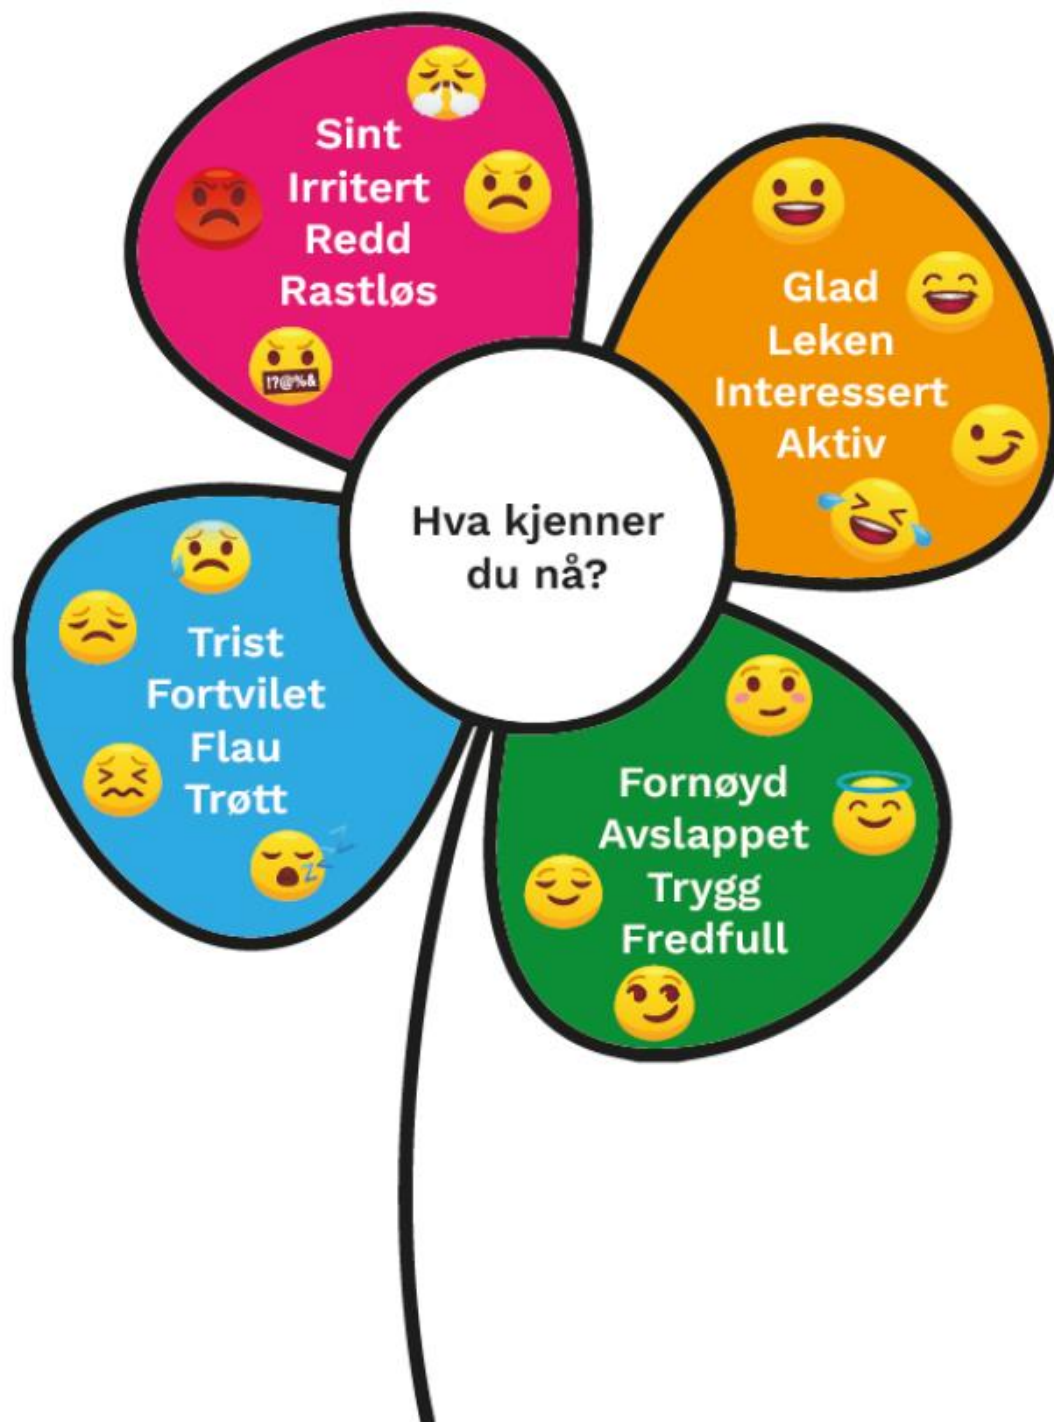 Sint
Irritert
Redd
Rastløs
!?@%&
Glad
Leken
Interessert
Aktiv
Hva kjenner
du nå?
Trist
Fortvilet
Flau
Trøtt
zzz
Fornøyd
Avslappet
Trygg
Fredfull